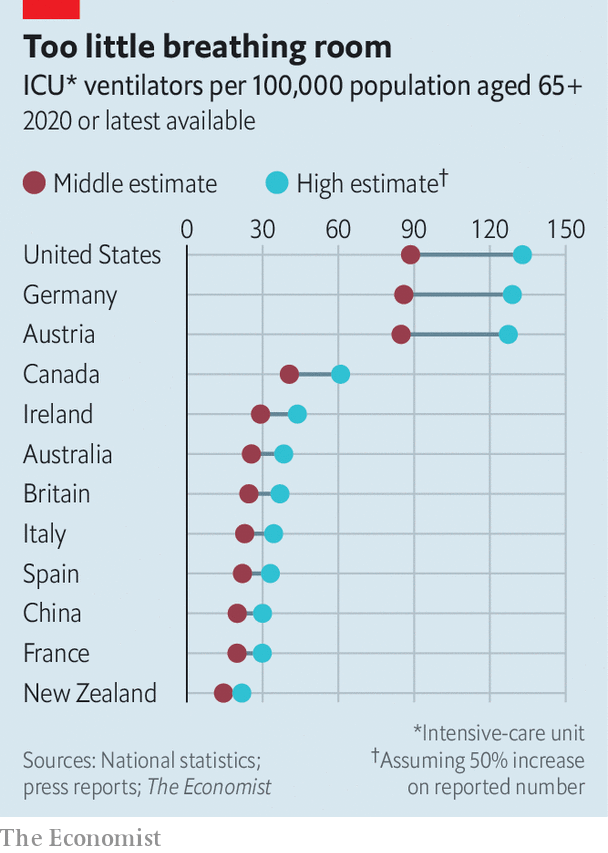 Too little breathing room
ICU* ventilators per 100,000 population aged 65+
2020 or latest available
Middle estimate
High estimate†
0 30 60 90 120 150
United States
Germany
Austria
Canada
Ireland
Australia
Britain
Italy
Spain
China
France
New Zealand
*Intensive-care unit
†Assuming 50% increase
on reported number
Sources: National statistics;
press reports; The Economist
The Economist